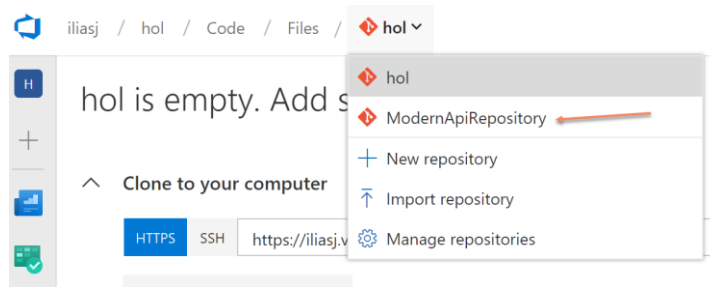 iliasj / hol / Code / Files / hol
H
hol is empty. Add s
hol
ModernApiRepository
New repository
Clone to your computer
Import repository
HTTPS SSH https://iliasj.v
Manage repositories